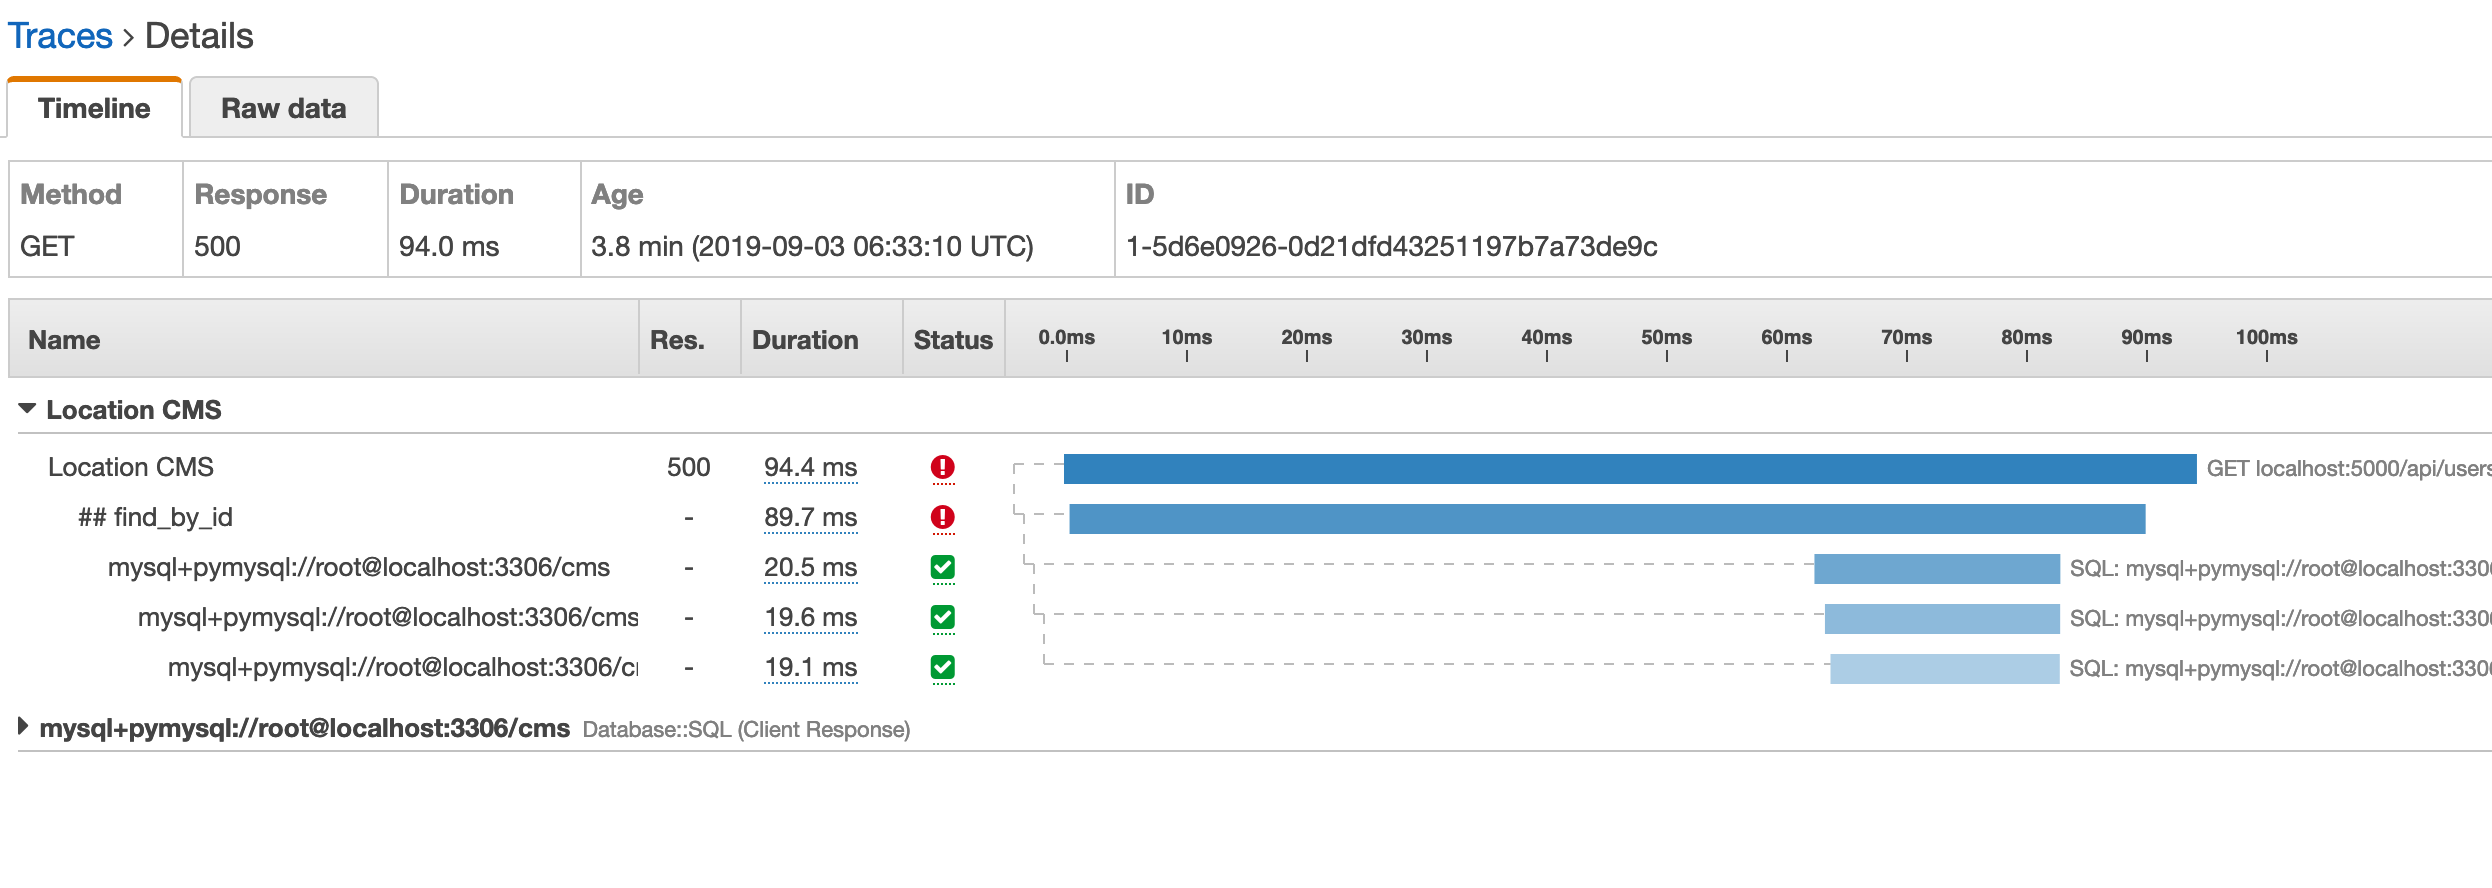 Traces > Details
Timeline Raw data
Method Response Duration Age ID
GET 500 94.0 ms 3.8 min (2019-09-03 06:33:10 UTC) 1-5d6e0926-0d21dfd43251197b7a73de9c
Name Res. Duration Status 0.0ms 10ms 20ms 30ms 40ms 50ms 60ms 70ms 80ms 90ms 100ms
Location CMS
Location CMS 500 94.4 ms GET localhost:5000/api/users
## find_by_id - 89.7 ms
mysql+pymysql://root@localhost:3306/cms - 20.5 ms SQL: mysql+pymysql://root@localhost:330
mysql+pymysql://root@localhost:3306/cms - 19.6 ms SQL: mysql+pymysql://root@localhost:330
mysql+pymysql://root@localhost:3306/c - 19.1 ms SQL: mysql+pymysql://root@localhost:330
mysql+pymysql://root@localhost:3306/cms Database::SQL (Client Response)